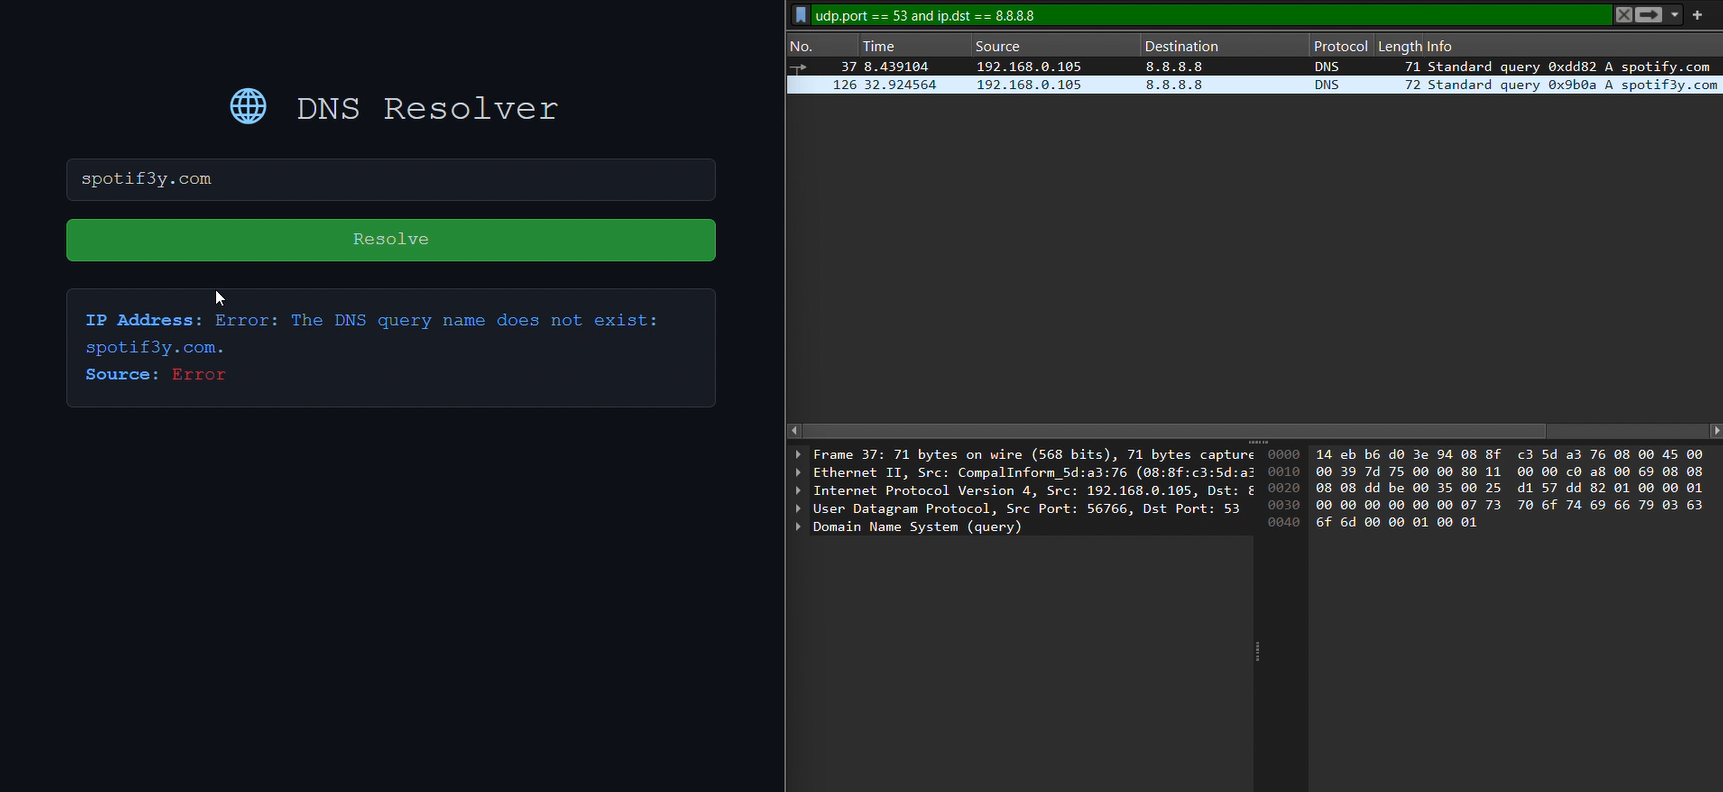 DNS Resolver
spotif3y.com
Resolve
IP Address: Error: The DNS query name does not exist:
spotif3y.com.
Source: Error
udp.port == 53 and ip.dst == 8.8.8.8
No. Time Source Destination Protocol Length Info
37 8.439104 192.168.0.105 8.8.8.8 DNS 71 Standard query 0xdd82 A spotify.com
126 32.924564 192.168.0.105 8.8.8.8 DNS 72 Standard query 0x9b0a A spotif3y.com
Frame 37: 71 bytes on wire (568 bits), 71 bytes capture
Ethernet II, Src: CompalInform_5d:a3:76 (08:8f:c3:5d:a3
Internet Protocol Version 4, Src: 192.168.0.105, Dst: 8
User Datagram Protocol, Src Port: 56766, Dst Port: 53
Domain Name System (query)
0000 14 eb b6 d0 3e 94 08 8f c3 5d a3 76 08 00 45 00
0010 00 39 7d 75 00 00 80 11 00 00 c0 a8 00 69 08 08
0020 08 08 dd be 00 35 00 25 d1 57 dd 82 01 00 00 01
0030 00 00 00 00 00 00 07 73 70 6f 74 69 66 79 03 63
0040 6f 6d 00 00 01 00 01